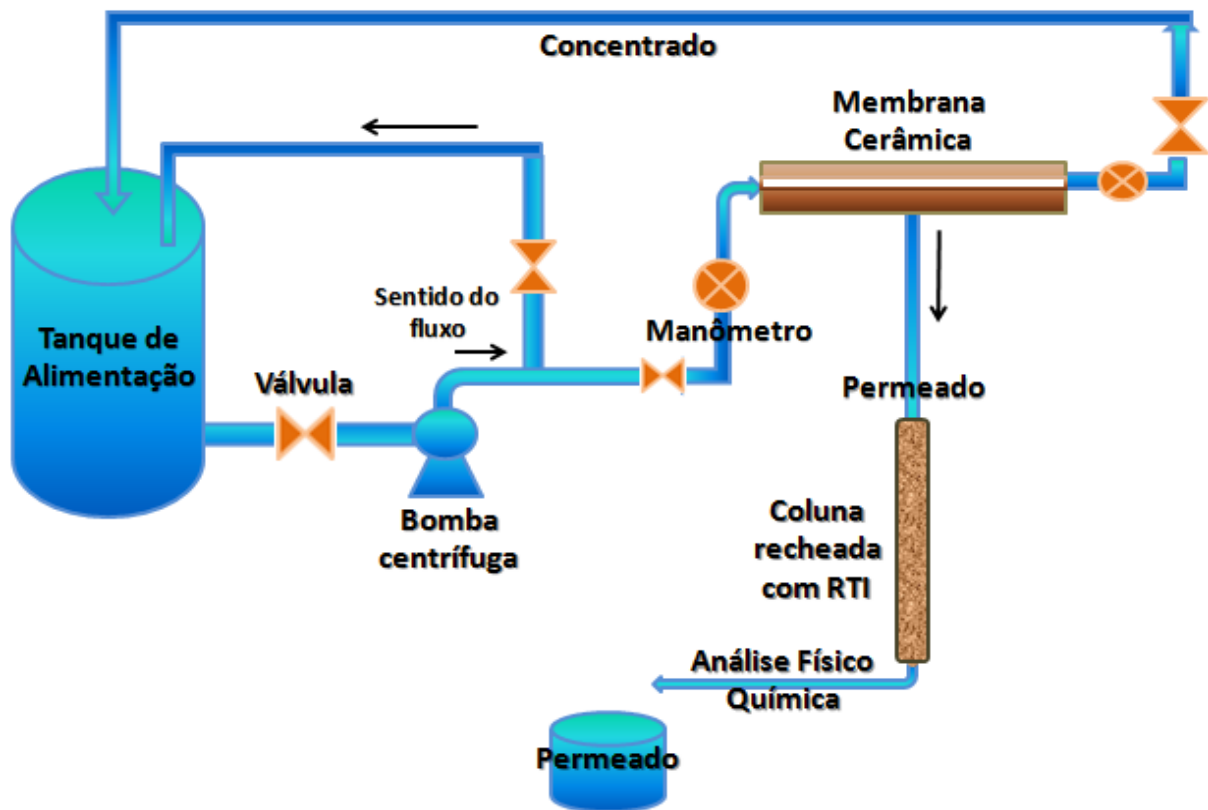 Concentrado
Membrana
Cerâmica
Sentido do
fluxo
Manômetro
Tanque de
Alimentação
Válvula
Permeado
Bomba
centrífuga
Coluna
recheada
com RTI
Análise Físico
Química
Permeado